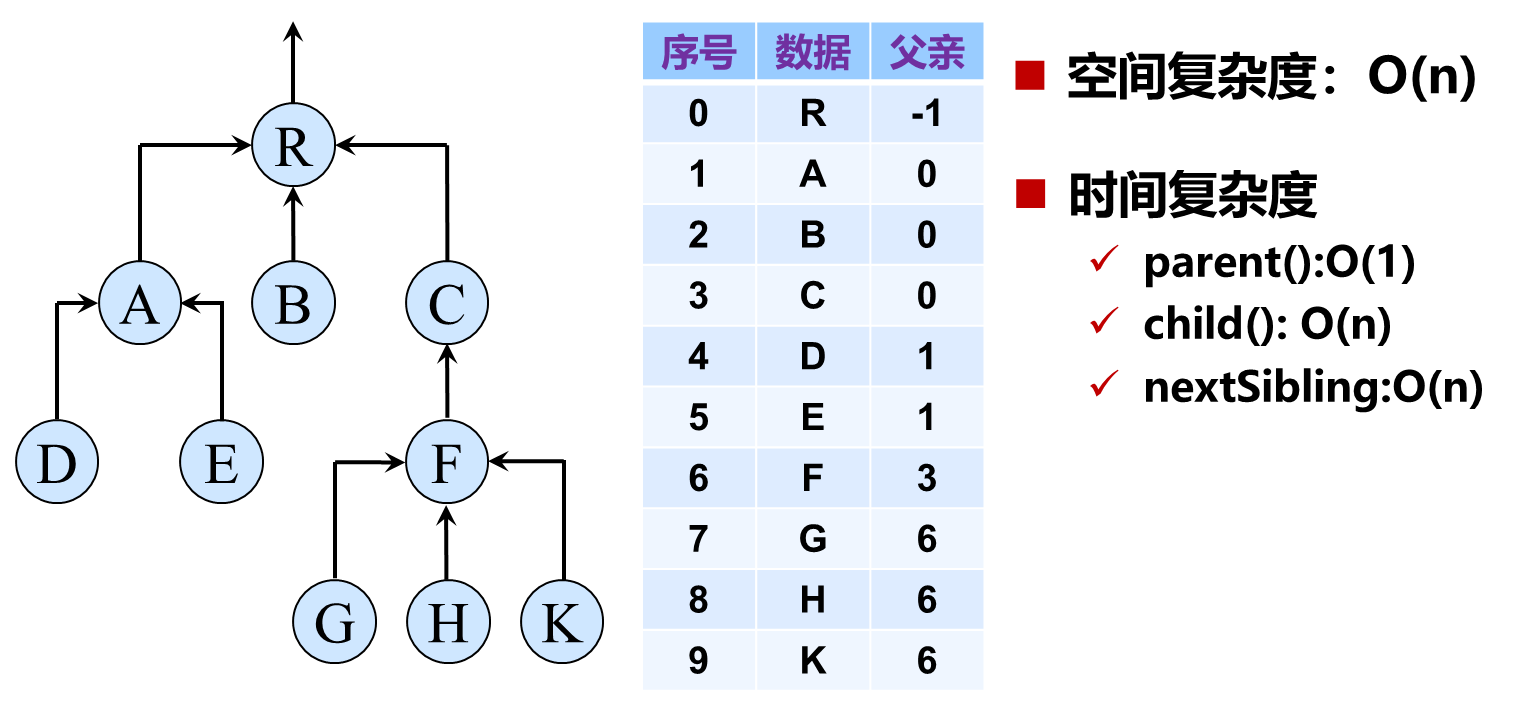 R
A B C
D E F
G H K
序号 数据 父亲
0 R -1
1 A 0
2 B 0
3 C 0
4 D 1
5 E 1
6 F 3
7 G 6
8 H 6
9 K 6
空间复杂度：O(n)
时间复杂度
parent():O(1)
child(): O(n)
nextSibling:O(n)